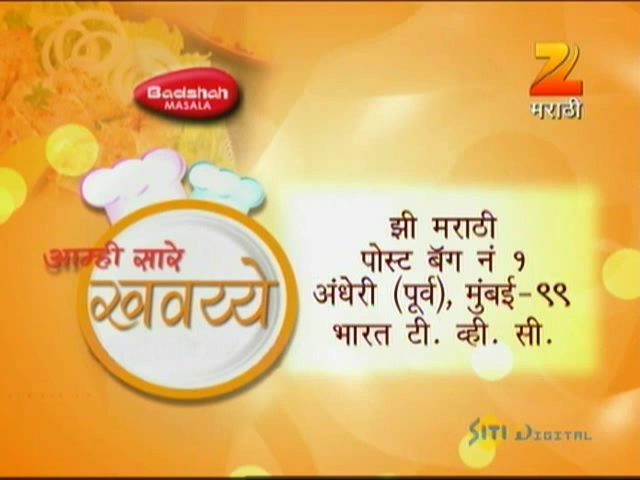 Badshah
MASALA
मराठी
आम्ही सारे
खवय्ये
झी मराठी
पोस्ट बॅग नं १
अंधेरी (पूर्व), मुंबई-९९
भारत टी. व्ही. सी.
SITI DIGITAL